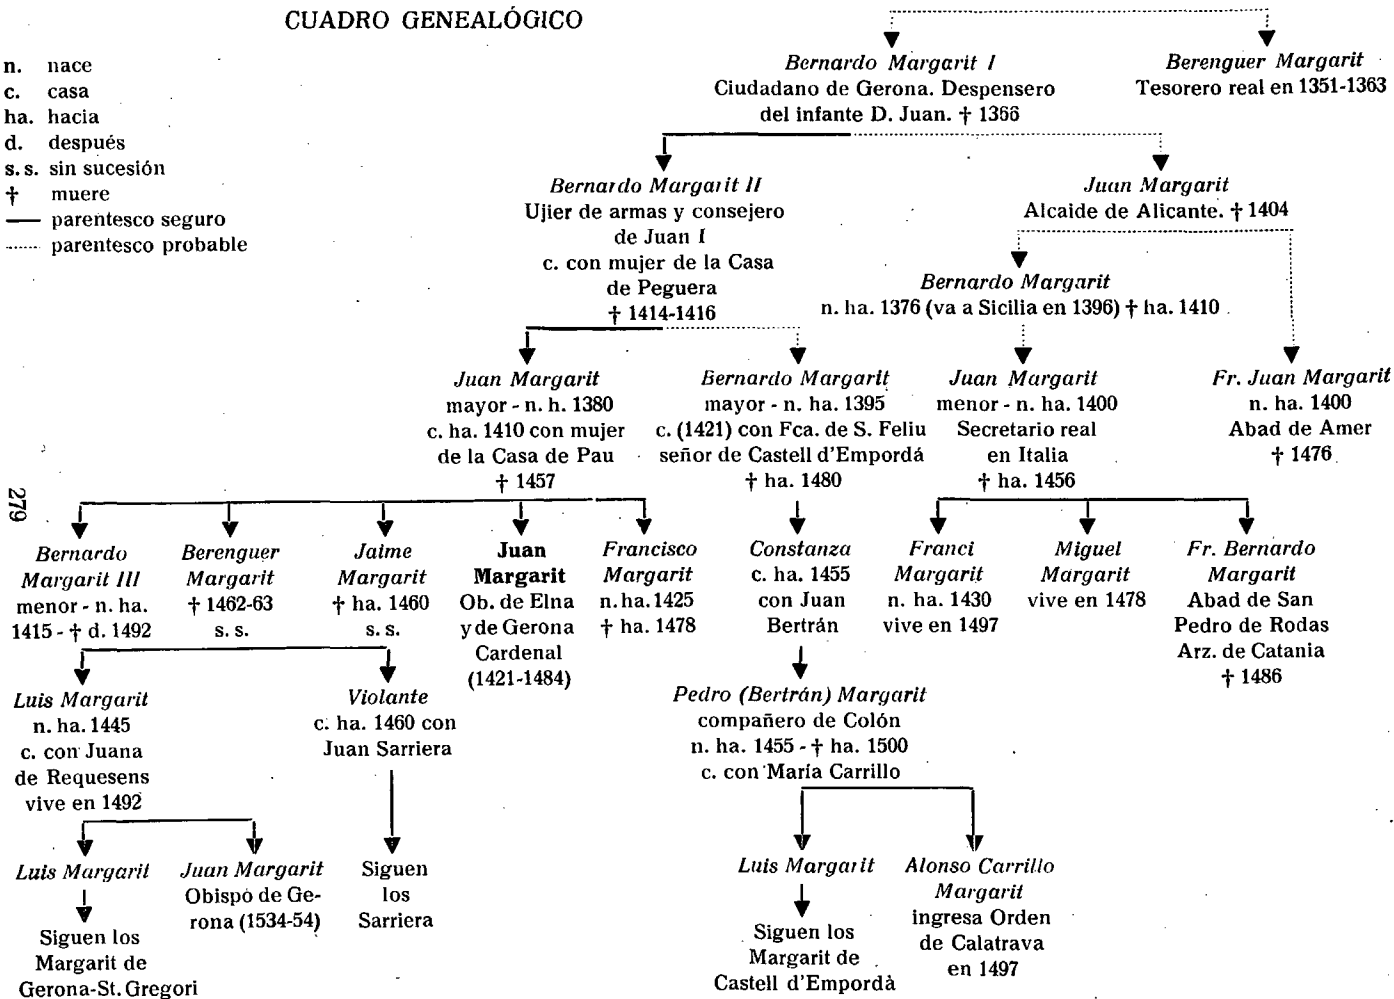 CUADRO GENEALÓGICO
n. nace
c. casa
ha. hacia
d. después
s.s. sin sucesión
† muere
— parentesco seguro
...... parentesco probable
Bernardo Margarit I
Ciudadano de Gerona. Despensero
del infante D. Juan. † 1366
Berenguer Margarit
Tesorero real en 1351-1363
Bernardo Margarit II
Ujier de armas y consejero
de Juan I
c. con mujer de la Casa
de Peguera
† 1414-1416
Juan Margarit
Alcaide de Alicante. † 1404
Bernardo Margarit
n. ha. 1376 (va a Sicilia en 1396) † ha. 1410
Juan Margarit
mayor - n. h. 1380
c. ha. 1410 con mujer
de la Casa de Pau
† 1457
Bernardo Margarit
mayor - n. ha. 1395
c. (1421) con Fca. de S. Feliu
señor de Castell d'Empordá
† ha. 1480
Juan Margarit
menor - n. ha. 1400
Secretario real
en Italia
† ha. 1456
Fr. Juan Margarit
n. ha. 1400
Abad de Amer
† 1476
279
Bernardo
Margarit III
menor - n. ha.
1415 - † d. 1492
Berenguer
Margarit
† 1462-63
s. s.
Jaime
Margarit
† ha. 1460
s. s.
Juan
Margarit
Ob. de Elna
y de Gerona
Cardenal
(1421-1484)
Francisco
Margarit
n. ha. 1425
† ha. 1478
Constanza
c. ha. 1455
con Juan
Bertrán
Franci
Margarit
n. ha. 1430
vive en 1497
Miguel
Margarit
vive en 1478
Fr. Bernardo
Margarit
Abad de San
Pedro de Rodas
Arz. de Catania
† 1486
Luis Margarit
n. ha. 1445
c. con Juana
de Requesens
vive en 1492
Violante
c. ha. 1460 con
Juan Sarriera
Pedro (Bertrán) Margarit
compañero de Colón
n. ha. 1455 - † ha. 1500
c. con María Carrillo
Luis Margarit
Juan Margarit
Obispo de Ge-
rona (1534-54)
Siguen
los
Sarriera
Luis Margarit
Alonso Carrillo
Margarit
ingresa Orden
de Calatrava
en 1497
Siguen los
Margarit de
Gerona-St. Gregori
Siguen los
Margarit de
Castell d'Empordà